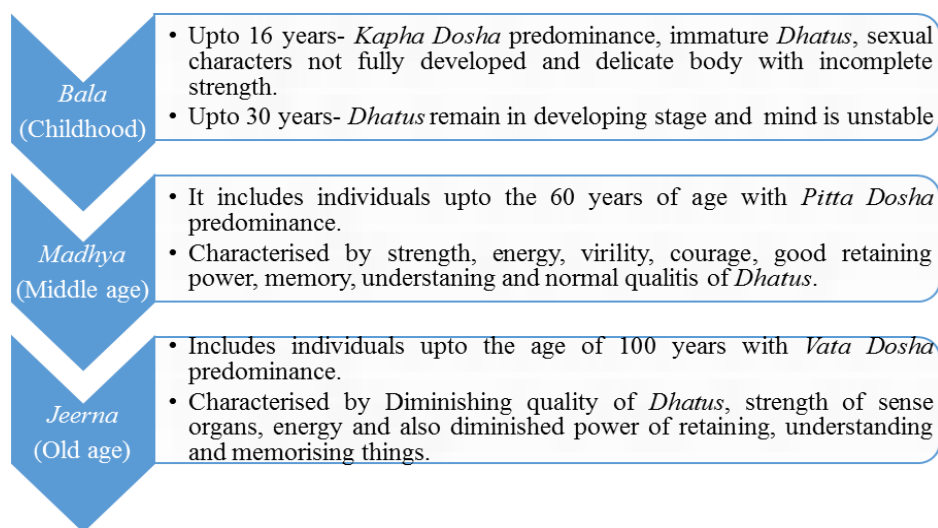 Bala
(Childhood)
• Upto 16 years- Kapha Dosha predominance, immature Dhatus, sexual
characters not fully developed and delicate body with incomplete
strength.
• Upto 30 years- Dhatus remain in developing stage and mind is unstable
Madhya
(Middle age)
• It includes individuals upto the 60 years of age with Pitta Dosha
predominance.
• Characterised by strength, energy, virility, courage, good retaining
power, memory, understaning and normal qualitis of Dhatus.
Jeerna
(Old age)
• Includes individuals upto the age of 100 years with Vata Dosha
predominance.
• Characterised by Diminishing quality of Dhatus, strength of sense
organs, energy and also diminished power of retaining, understanding
and memorising things.